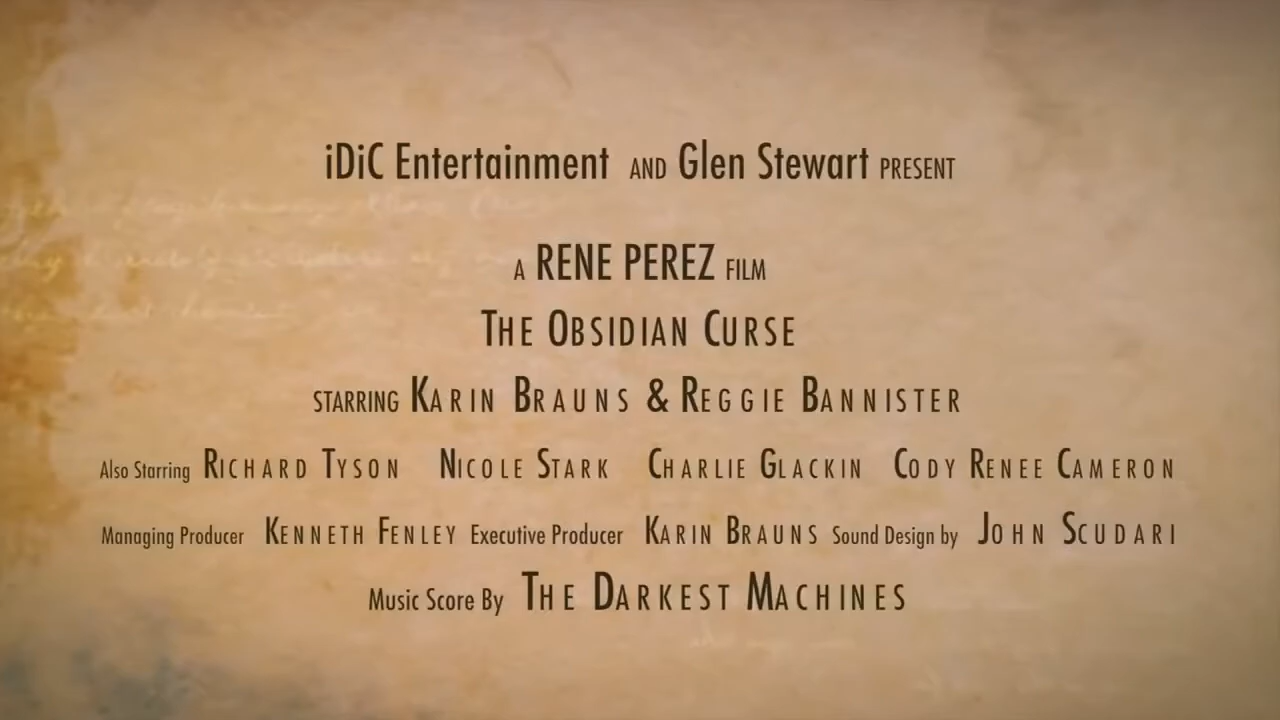 iDiC Entertainment AND Glen Stewart PRESENT
A RENE PEREZ FILM
THE OBSIDIAN CURSE
STARRING KARIN BRAUNS & REGGIE BANNISTER
Also Starring RICHARD TYSON NICOLE STARK CHARLIE GLACKIN CODY RENEE CAMERON
Managing Producer KENNETH FENLEY Executive Producer KARIN BRAUNS Sound Design by JOHN SCUDARI
Music Score By THE DARKEST MACHINES